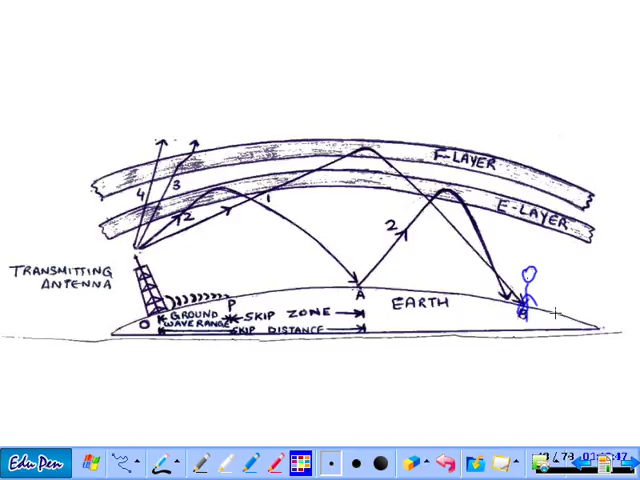 F-LAYER
4
3
2
1
E-LAYER
2
TRANSMITTING
ANTENNA
P
A
EARTH
O
GROUND
WAVE RANGE
SKIP ZONE
SKIP DISTANCE
Edu Pen